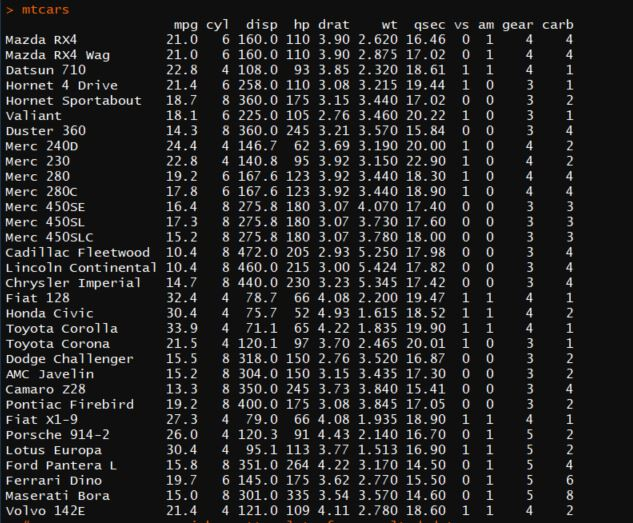 > mtcars
mpg cyl disp hp drat wt qsec vs am gear carb
Mazda RX4 21.0 6 160.0 110 3.90 2.620 16.46 0 1 4 4
Mazda RX4 Wag 21.0 6 160.0 110 3.90 2.875 17.02 0 1 4 4
Datsun 710 22.8 4 108.0 93 3.85 2.320 18.61 1 1 4 1
Hornet 4 Drive 21.4 6 258.0 110 3.08 3.215 19.44 1 0 3 1
Hornet Sportabout 18.7 8 360.0 175 3.15 3.440 17.02 0 0 3 2
Valiant 18.1 6 225.0 105 2.76 3.460 20.22 1 0 3 1
Duster 360 14.3 8 360.0 245 3.21 3.570 15.84 0 0 3 4
Merc 240D 24.4 4 146.7 62 3.69 3.190 20.00 1 0 4 2
Merc 230 22.8 4 140.8 95 3.92 3.150 22.90 1 0 4 2
Merc 280 19.2 6 167.6 123 3.92 3.440 18.30 1 0 4 4
Merc 280C 17.8 6 167.6 123 3.92 3.440 18.90 1 0 4 4
Merc 450SE 16.4 8 275.8 180 3.07 4.070 17.40 0 0 3 3
Merc 450SL 17.3 8 275.8 180 3.07 3.730 17.60 0 0 3 3
Merc 450SLC 15.2 8 275.8 180 3.07 3.780 18.00 0 0 3 3
Cadillac Fleetwood 10.4 8 472.0 205 2.93 5.250 17.98 0 0 3 4
Lincoln Continental 10.4 8 460.0 215 3.00 5.424 17.82 0 0 3 4
Chrysler Imperial 14.7 8 440.0 230 3.23 5.345 17.42 0 0 3 4
Fiat 128 32.4 4 78.7 66 4.08 2.200 19.47 1 1 4 1
Honda Civic 30.4 4 75.7 52 4.93 1.615 18.52 1 1 4 2
Toyota Corolla 33.9 4 71.1 65 4.22 1.835 19.90 1 1 4 1
Toyota Corona 21.5 4 120.1 97 3.70 2.465 20.01 1 0 3 1
Dodge Challenger 15.5 8 318.0 150 2.76 3.520 16.87 0 0 3 2
AMC Javelin 15.2 8 304.0 150 3.15 3.435 17.30 0 0 3 2
Camaro Z28 13.3 8 350.0 245 3.73 3.840 15.41 0 0 3 4
Pontiac Firebird 19.2 8 400.0 175 3.08 3.845 17.05 0 0 3 2
Fiat X1-9 27.3 4 79.0 66 4.08 1.935 18.90 1 1 4 1
Porsche 914-2 26.0 4 120.3 91 4.43 2.140 16.70 0 1 5 2
Lotus Europa 30.4 4 95.1 113 3.77 1.513 16.90 1 1 5 2
Ford Pantera L 15.8 8 351.0 264 4.22 3.170 14.50 0 1 5 4
Ferrari Dino 19.7 6 145.0 175 3.62 2.770 15.50 0 1 5 6
Maserati Bora 15.0 8 301.0 335 3.54 3.570 14.60 0 1 5 8
Volvo 142E 21.4 4 121.0 109 4.11 2.780 18.60 1 1 4 2